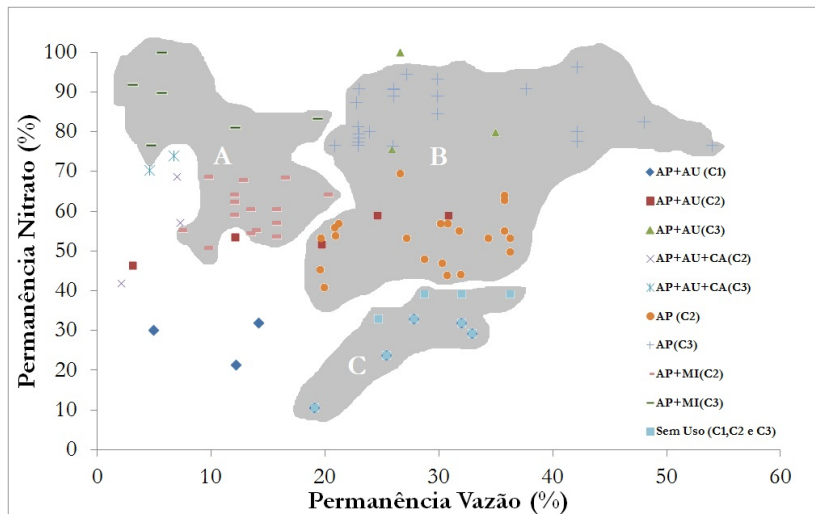 Permanência Nitrato (%)
100
90
80
70
60
50
40
30
20
10
0
A
B
C
AP+AU (C1)
AP+AU(C2)
AP+AU(C3)
AP+AU+CA(C2)
AP+AU+CA(C3)
AP (C2)
AP(C3)
AP+MI(C2)
AP+MI(C3)
Sem Uso (C1,C2 e C3)
0 10 20 30 40 50 60
Permanência Vazão (%)